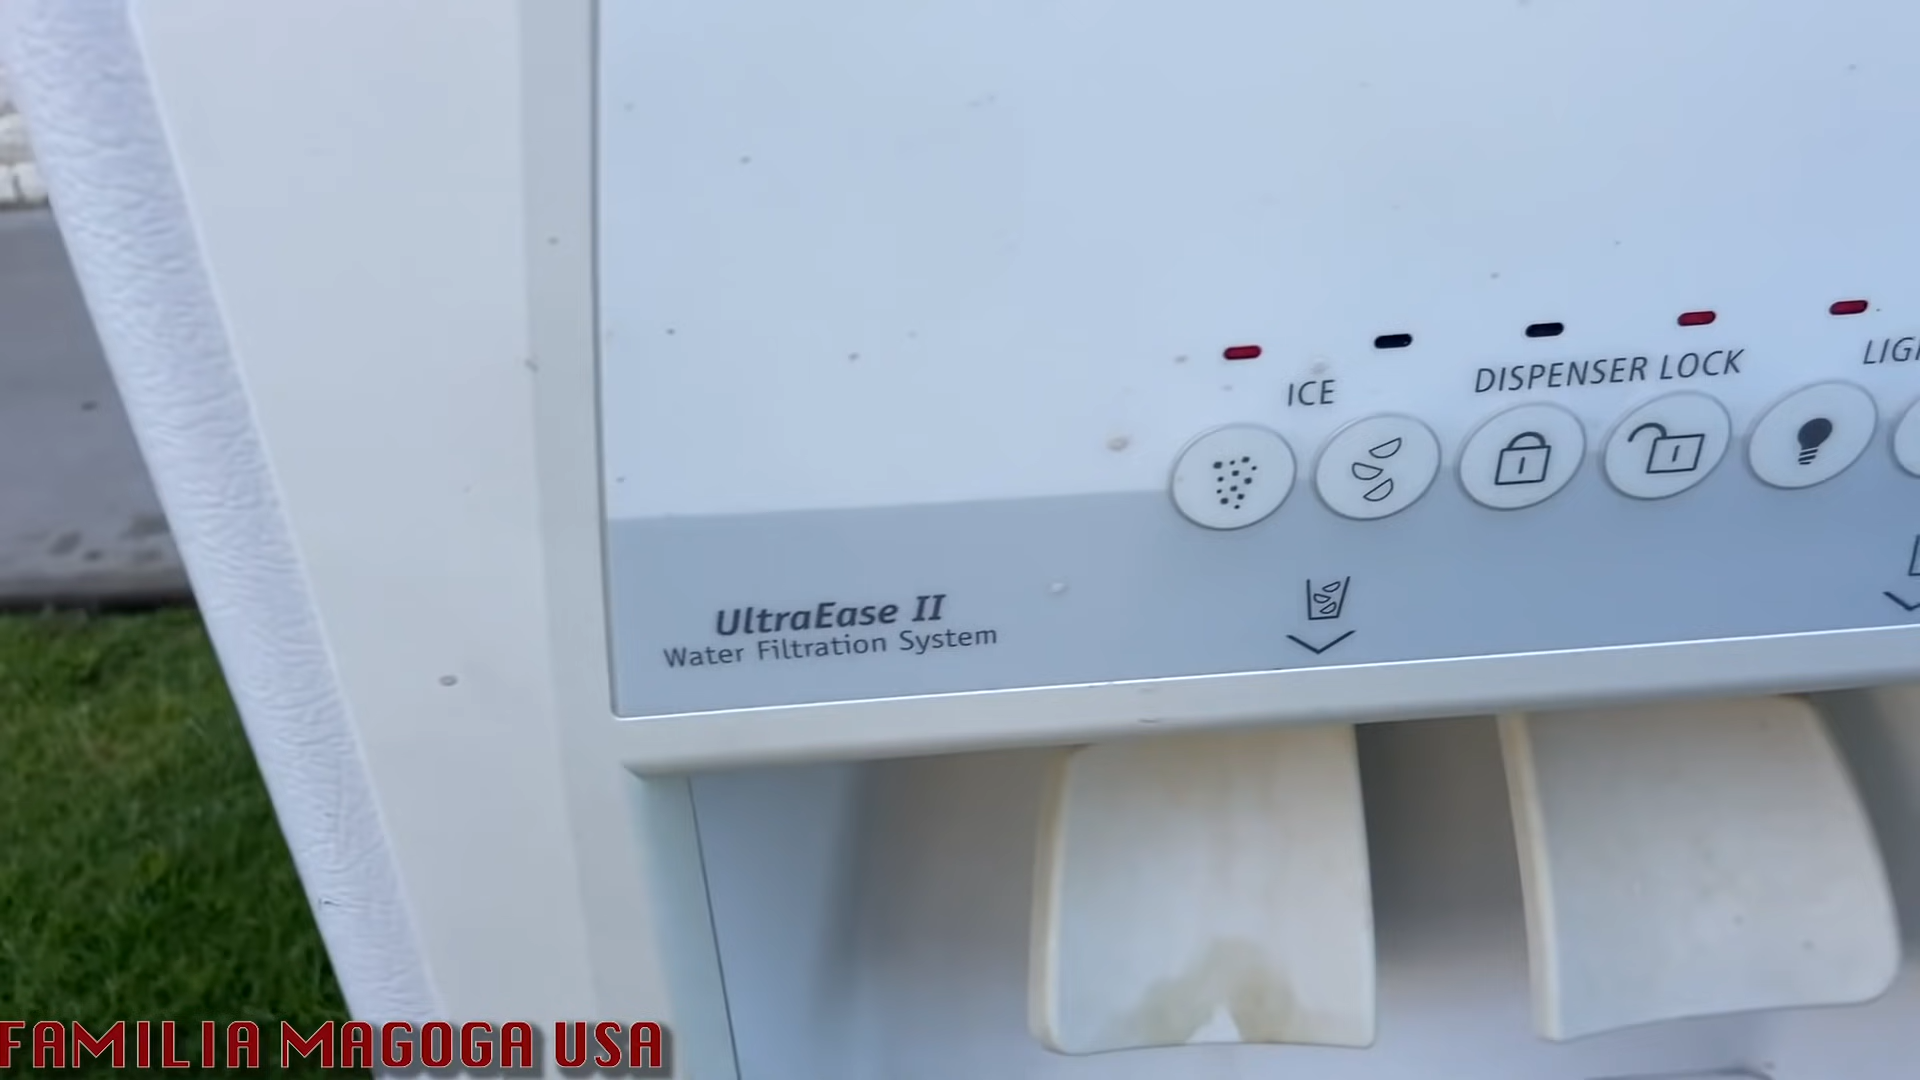 ICE
DISPENSER LOCK
UltraEase II
Water Filtration System
FAMILIA MAGOGA USA